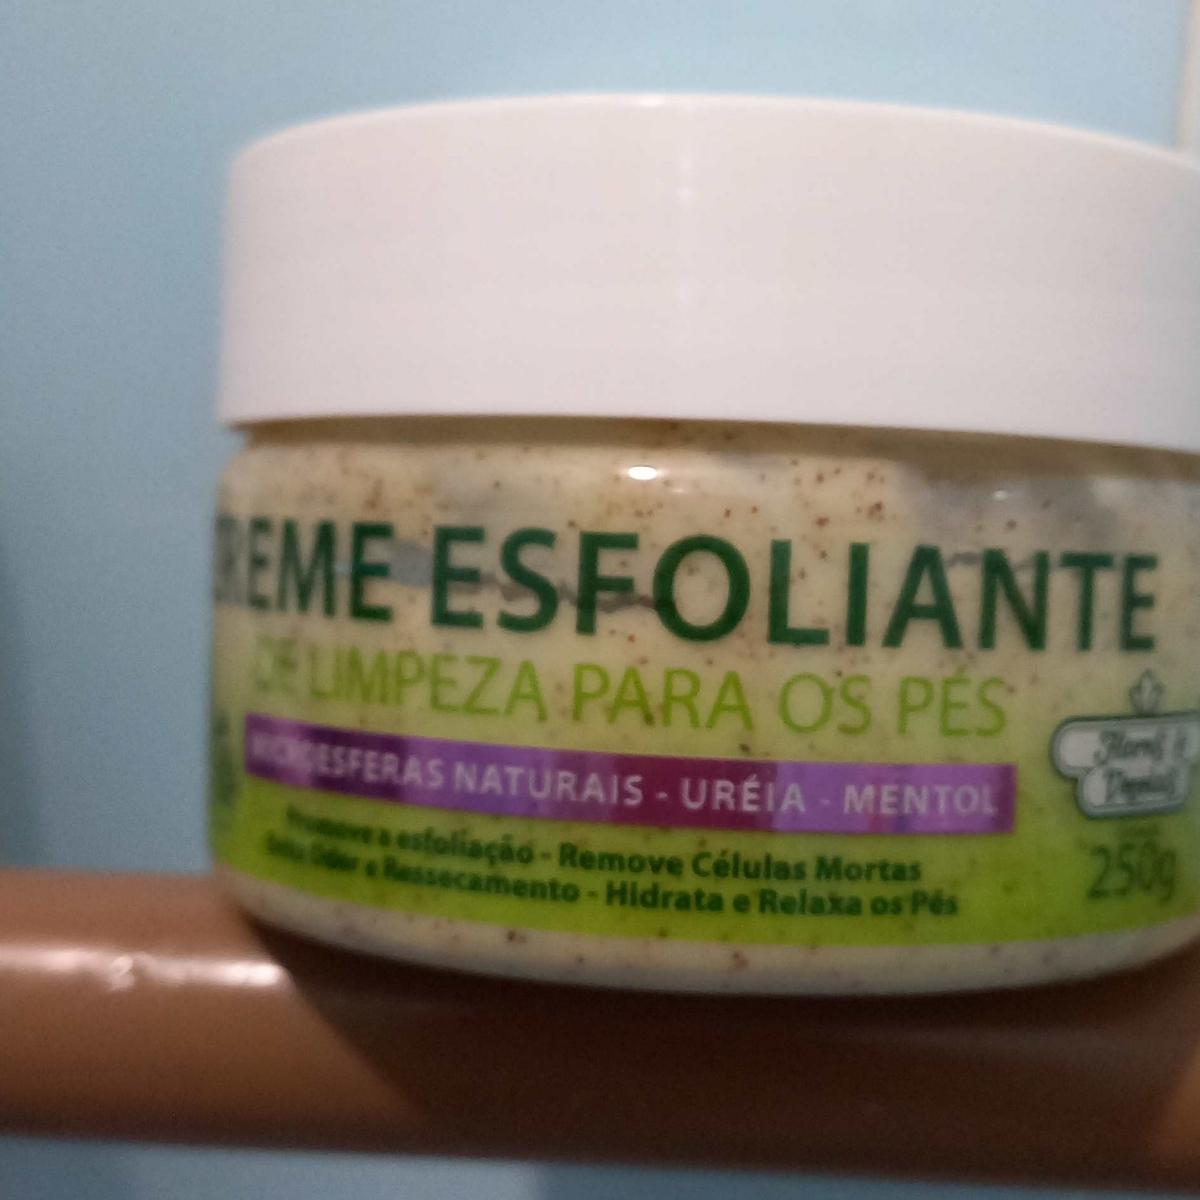 CREME ESFOLIANTE
DE LIMPEZA PARA OS PÉS
MICROESFERAS NATURAIS - URÉIA - MENTOL
Promove a esfoliação - Remove Células Mortas
Odor e Ressecamento - Hidrata e Relaxa os Pés
250g